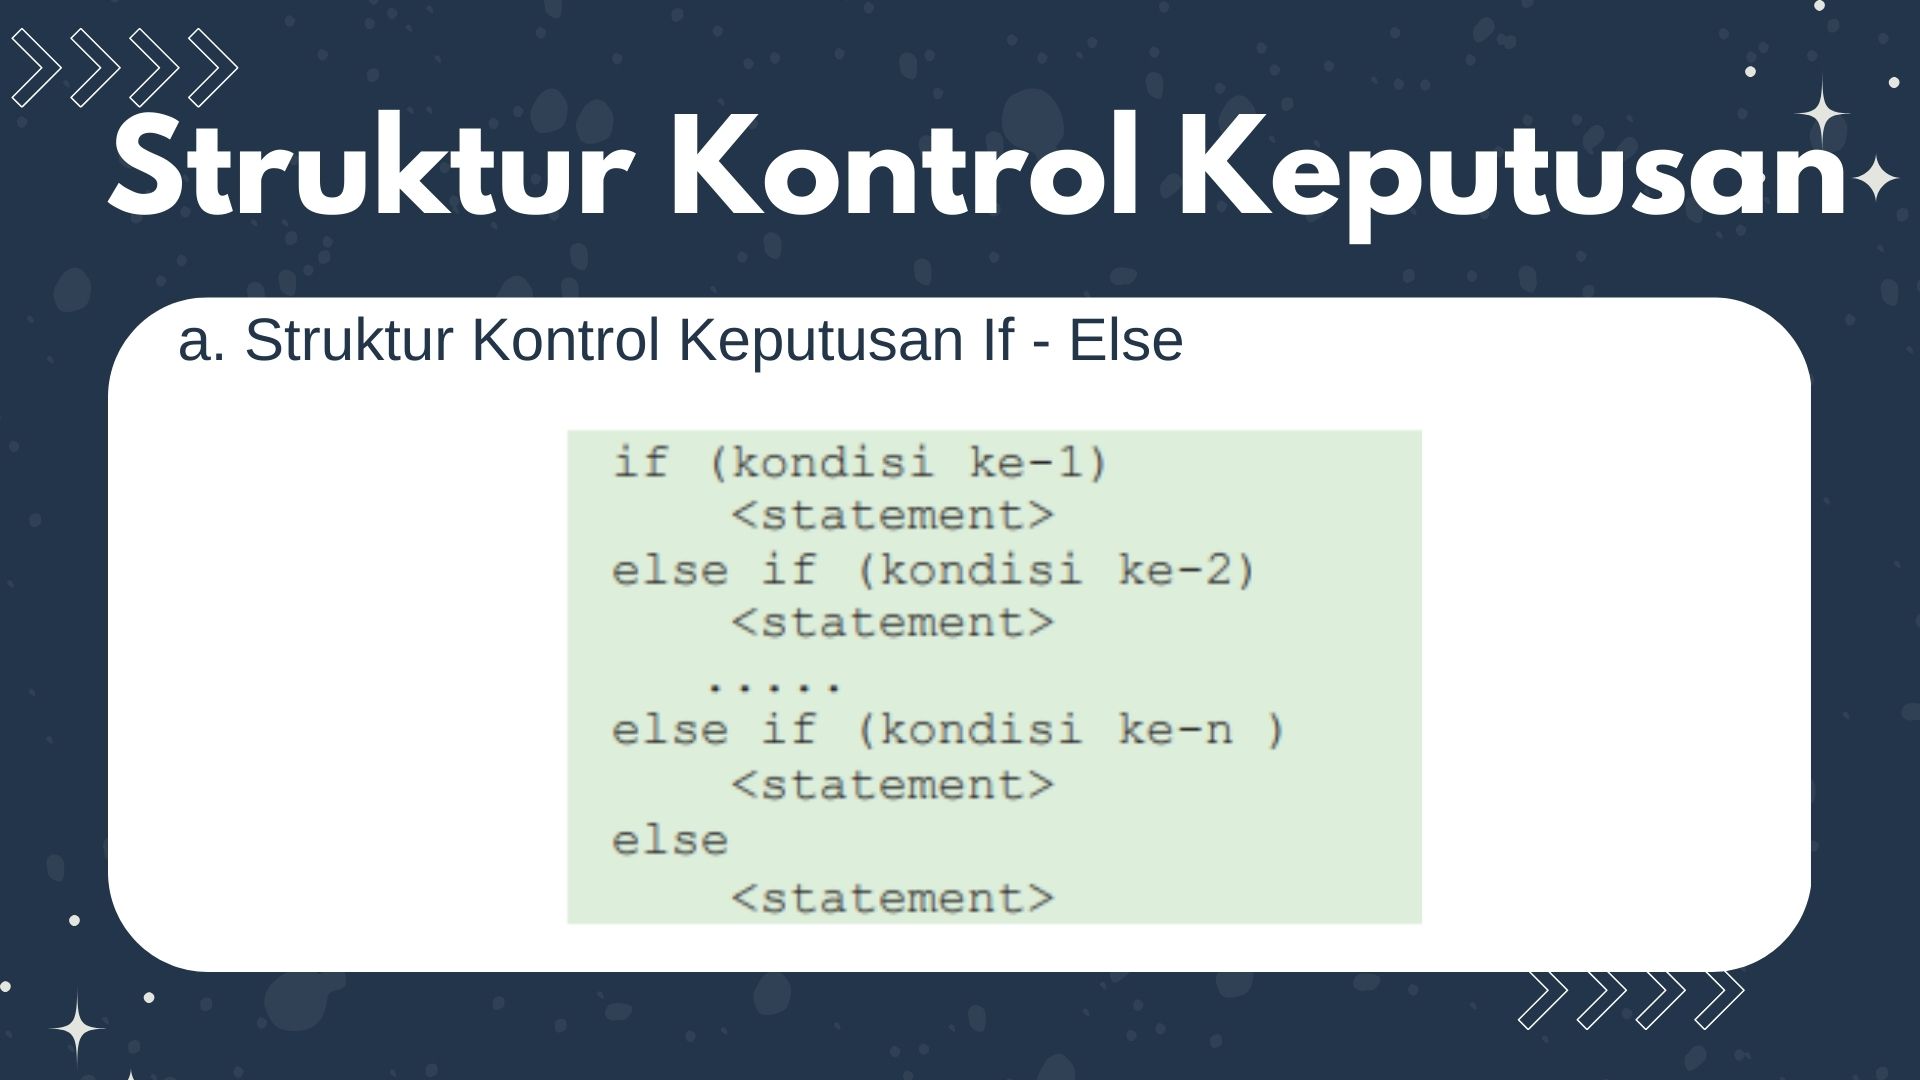 Struktur Kontrol Keputusan
a. Struktur Kontrol Keputusan If - Else
if (kondisi ke-1)
<statement>
else if (kondisi ke-2)
<statement>
.....
else if (kondisi ke-n )
<statement>
else
<statement>